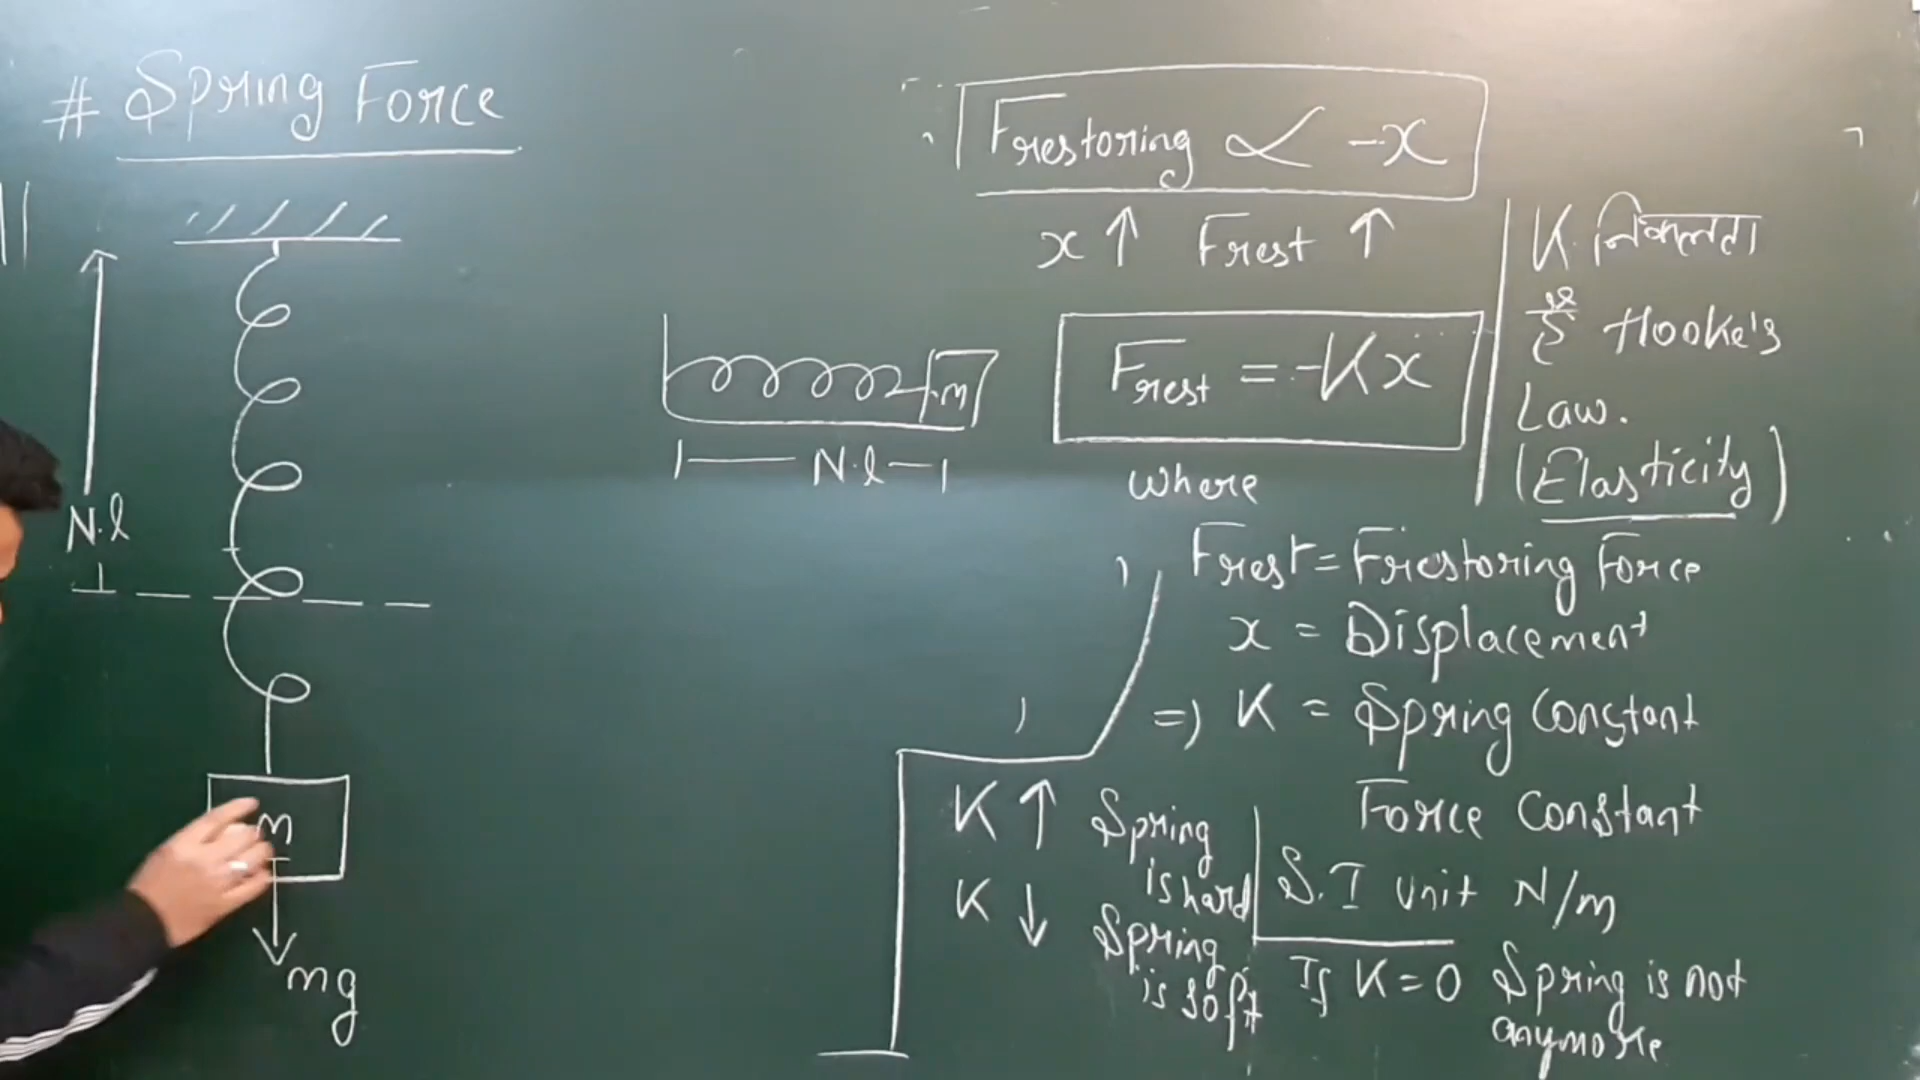 # Spring Force
N.l
m
mg
m
N.l
Frestoring ∝ -x
x ↑ Frest ↑
Frest = -Kx
where
Frest = Frestoring Force
x = Displacement
=) K = Spring Constant
Force Constant
K निकलता
है Hooke's
Law.
(Elasticity)
K ↑ Spring
is hard
K ↓ Spring
is soft
S.I unit N/m
If K = 0 Spring is not
anymore